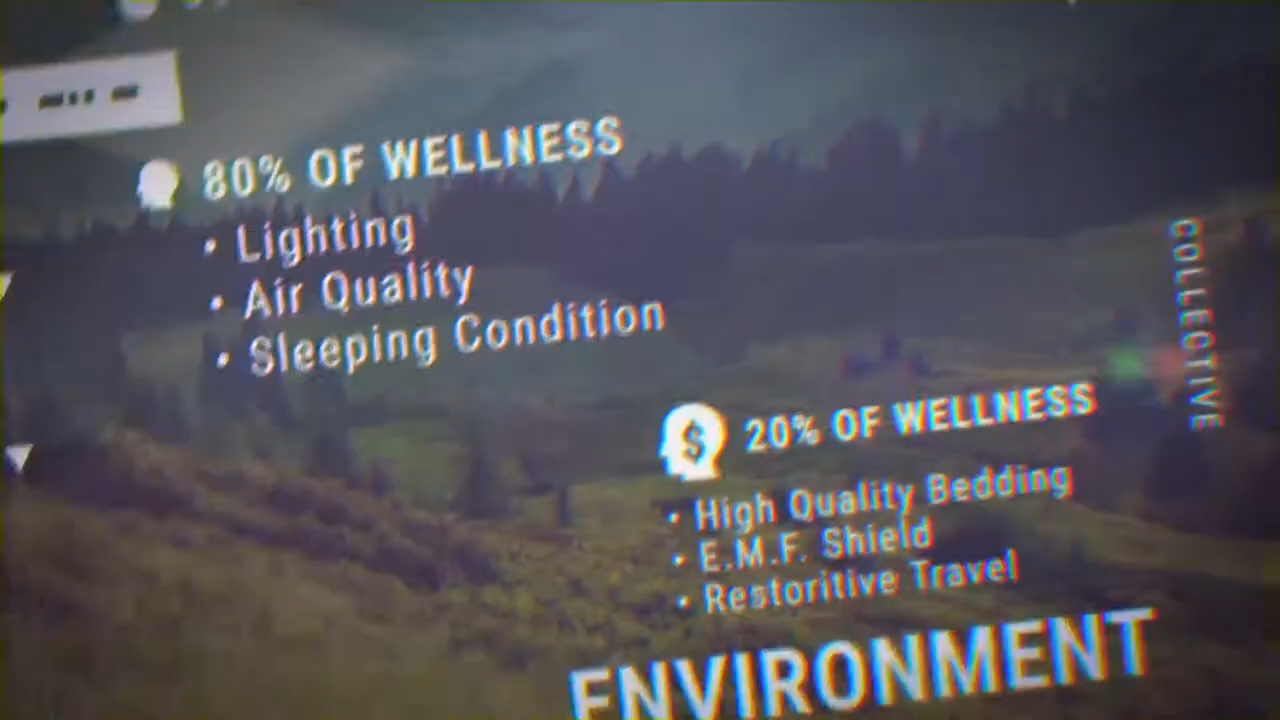 80% OF WELLNESS
• Lighting
• Air Quality
• Sleeping Condition
COLLECTIVE
$ 20% OF WELLNESS
• High Quality Bedding
• E.M.F. Shield
• Restoritive Travel
ENVIRONMENT